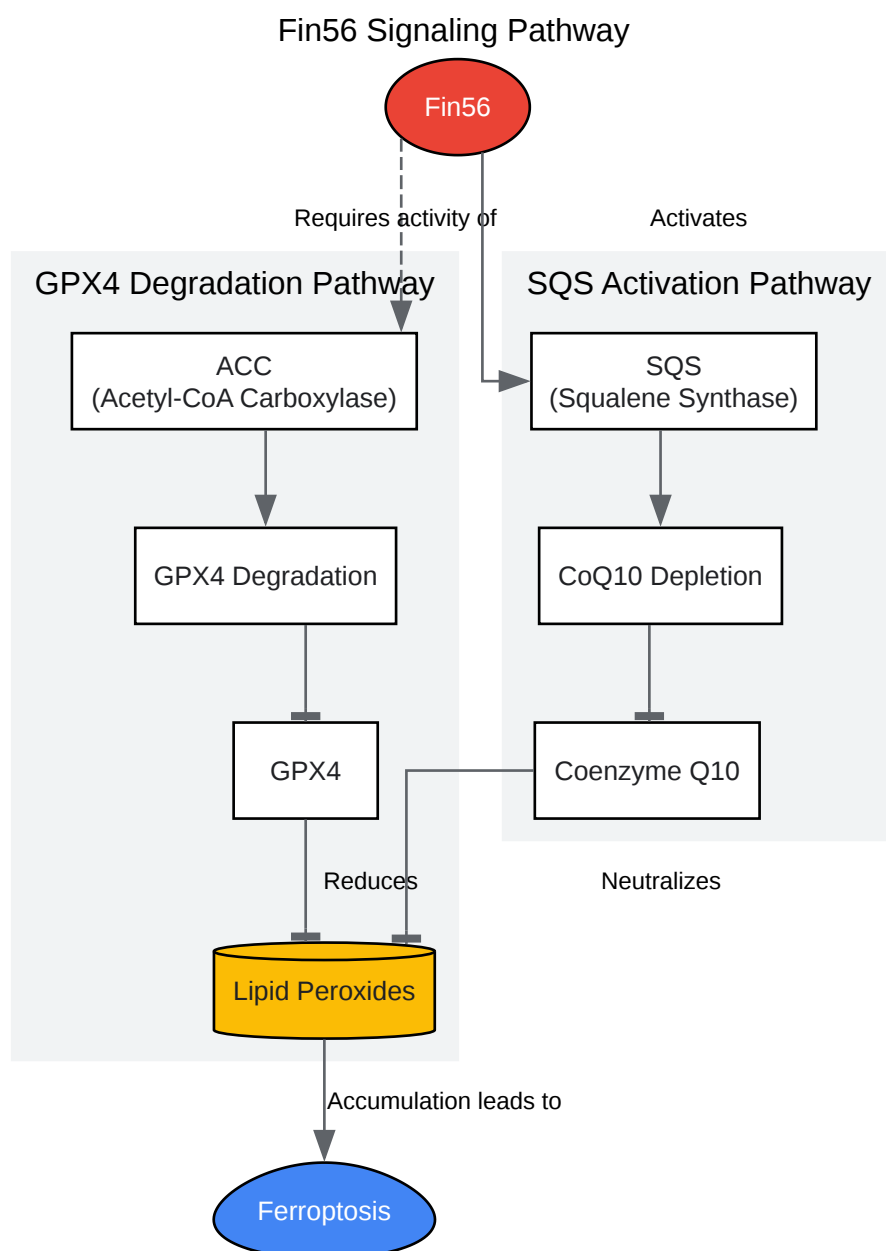 Fin56 Signaling Pathway
Fin56
Requires activity of
Activates
GPX4 Degradation Pathway
SQS Activation Pathway
ACC
(Acetyl-CoA Carboxylase)
SQS
(Squalene Synthase)
GPX4 Degradation
CoQ10 Depletion
GPX4
Coenzyme Q10
Reduces
Neutralizes
Lipid Peroxides
Accumulation leads to
Ferroptosis